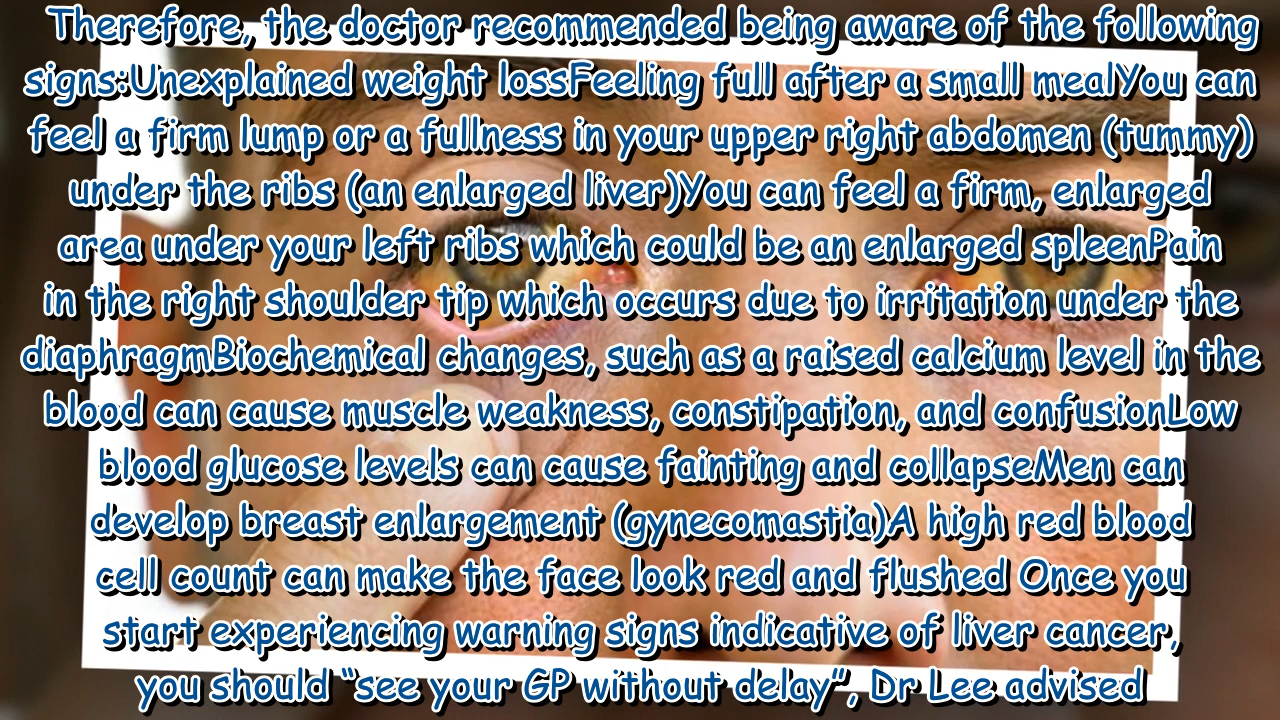 Therefore, the doctor recommended being aware of the following
signs:Unexplained weight lossFeeling full after a small mealYou can
feel a firm lump or a fullness in your upper right abdomen (tummy)
under the ribs (an enlarged liver)You can feel a firm, enlarged
area under your left ribs which could be an enlarged spleenPain
in the right shoulder tip which occurs due to irritation under the
diaphragmBiochemical changes, such as a raised calcium level in the
blood can cause muscle weakness, constipation, and confusionLow
blood glucose levels can cause fainting and collapseMen can
develop breast enlargement (gynecomastia)A high red blood
cell count can make the face look red and flushed Once you
start experiencing warning signs indicative of liver cancer,
you should “see your GP without delay”, Dr Lee advised